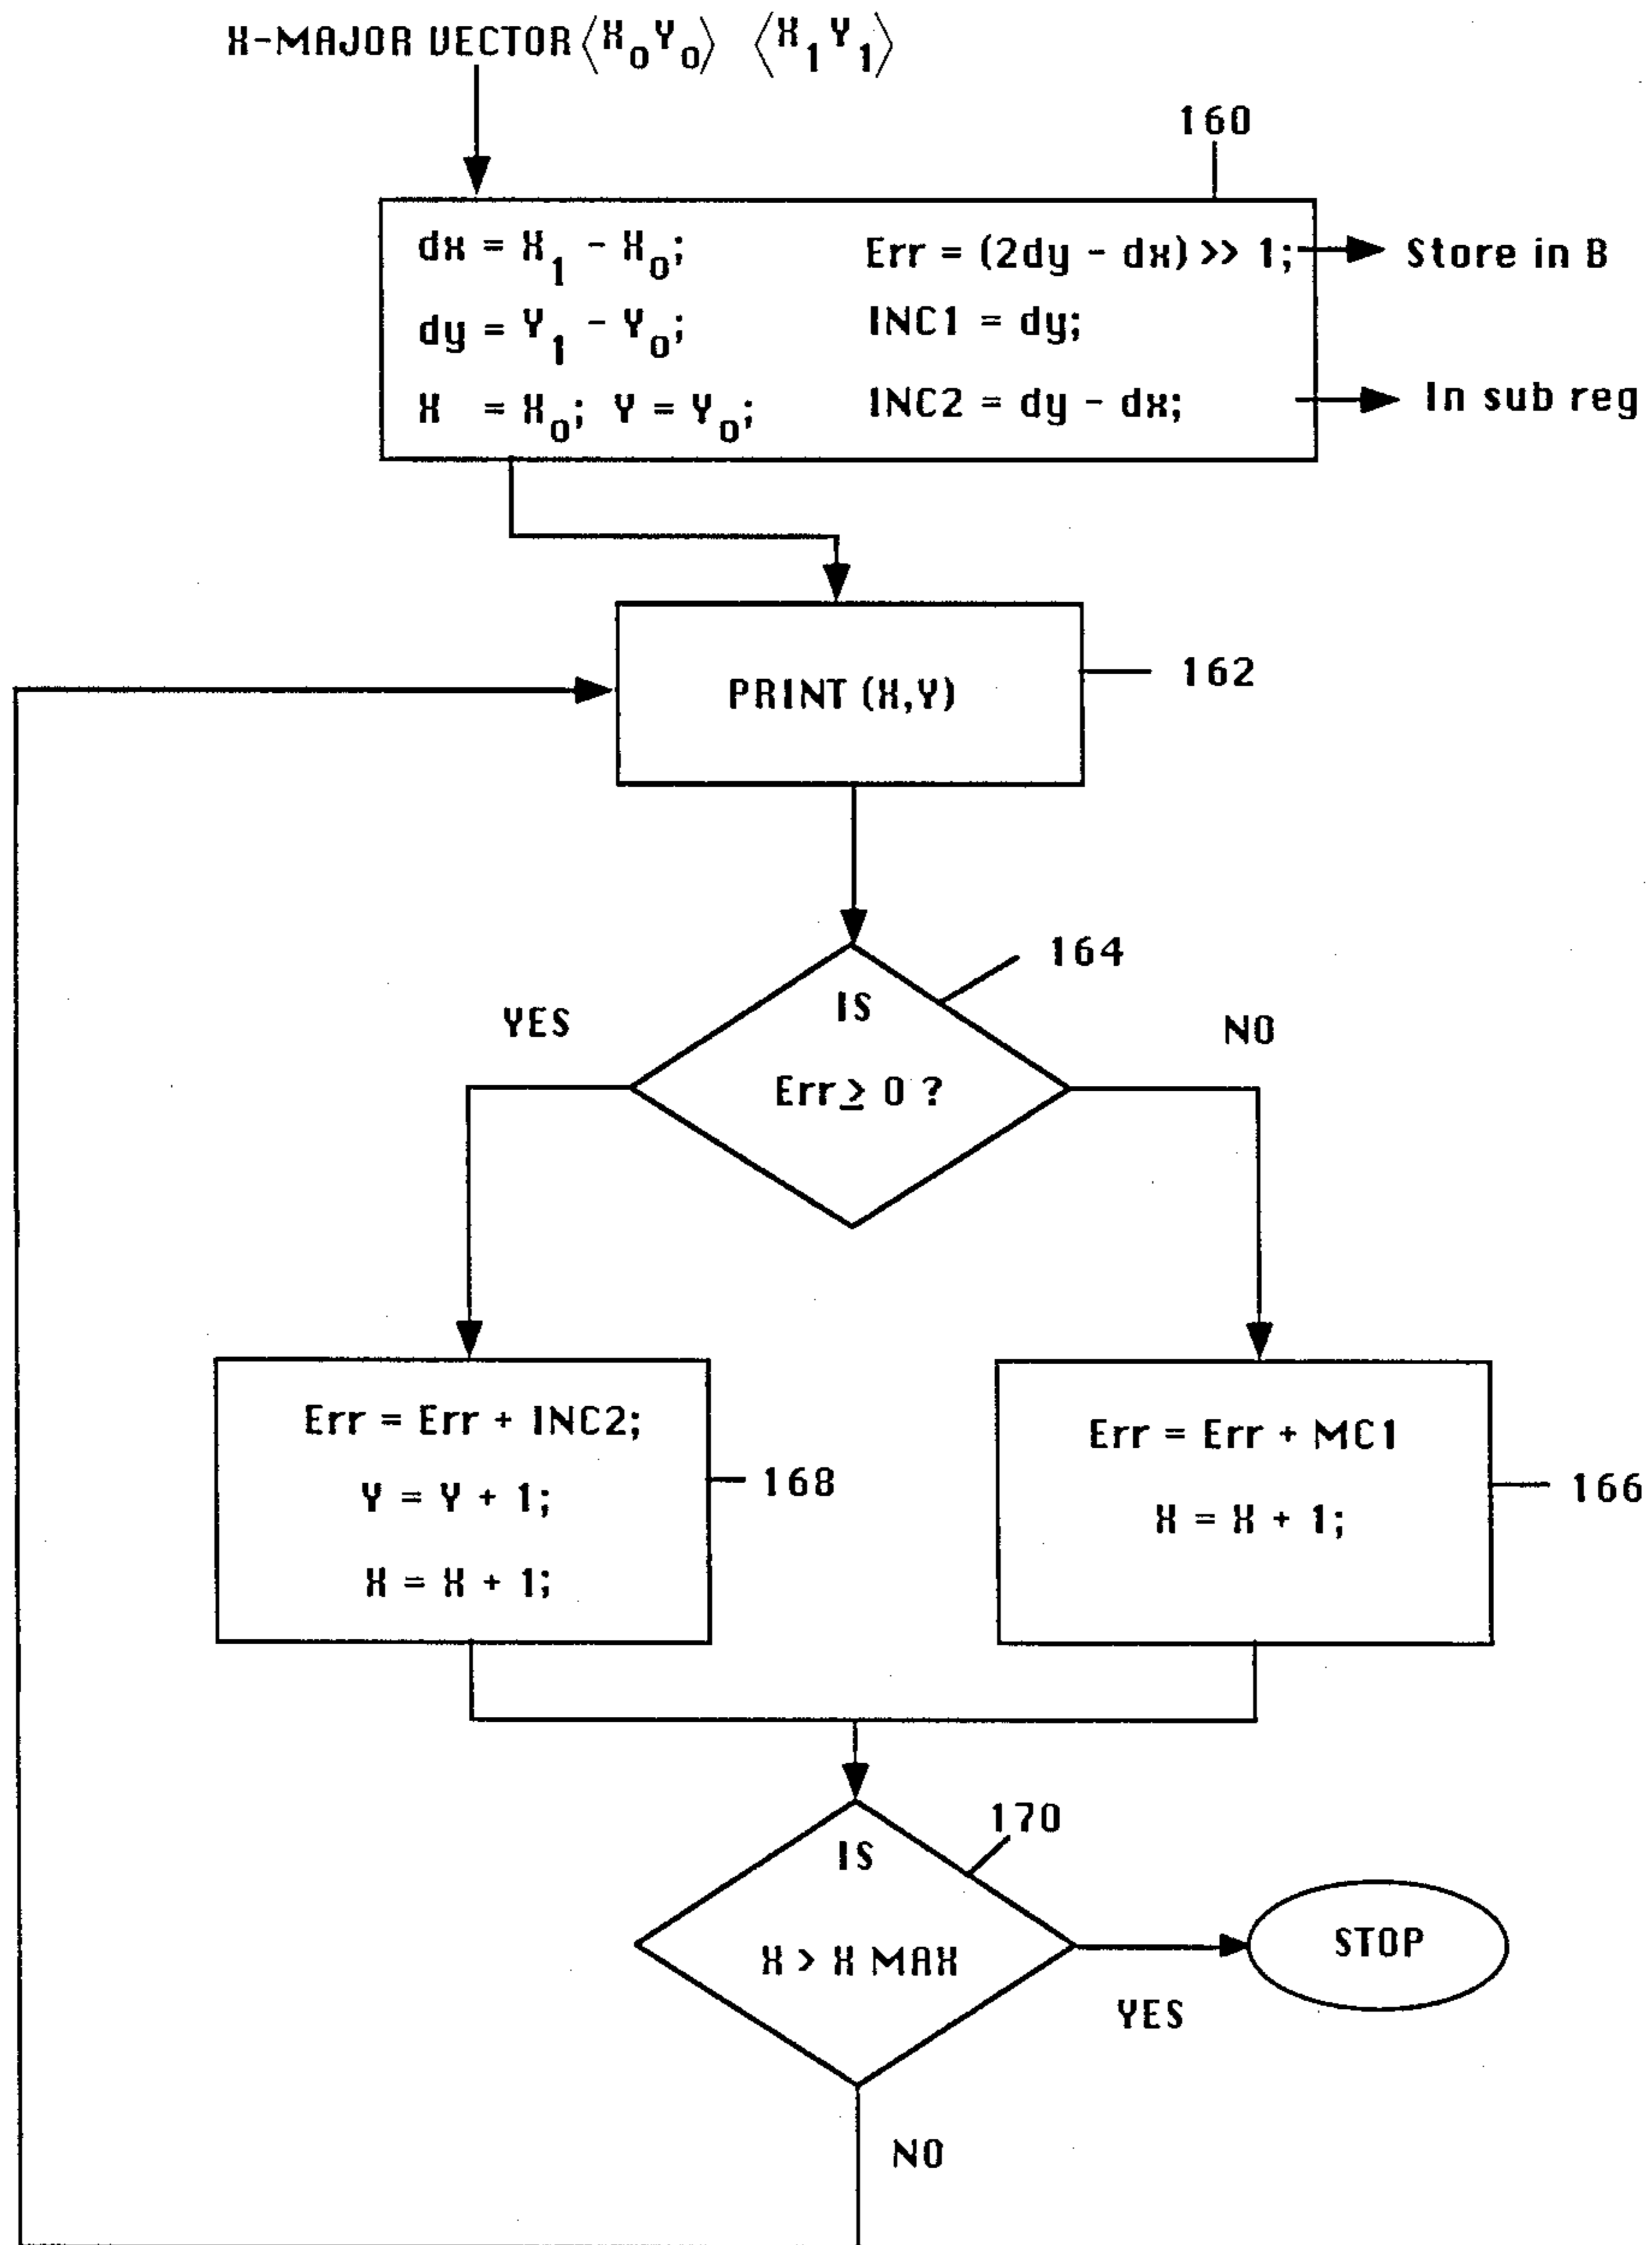 X-MAJOR VECTOR ⟨X₀Y₀⟩ ⟨X₁Y₁⟩
160
dx = X₁ - X₀;
Err = (2dy - dx) >> 1;
Store in B
dy = Y₁ - Y₀;
INC1 = dy;
X = X₀; Y = Y₀;
INC2 = dy - dx;
In sub reg
PRINT (X,Y)
162
164
IS
Err ≥ 0 ?
YES
NO
Err = Err + INC2;
Y = Y + 1;
X = X + 1;
168
Err = Err + MC1
X = X + 1;
166
170
IS
X > X MAX
YES
STOP
NO